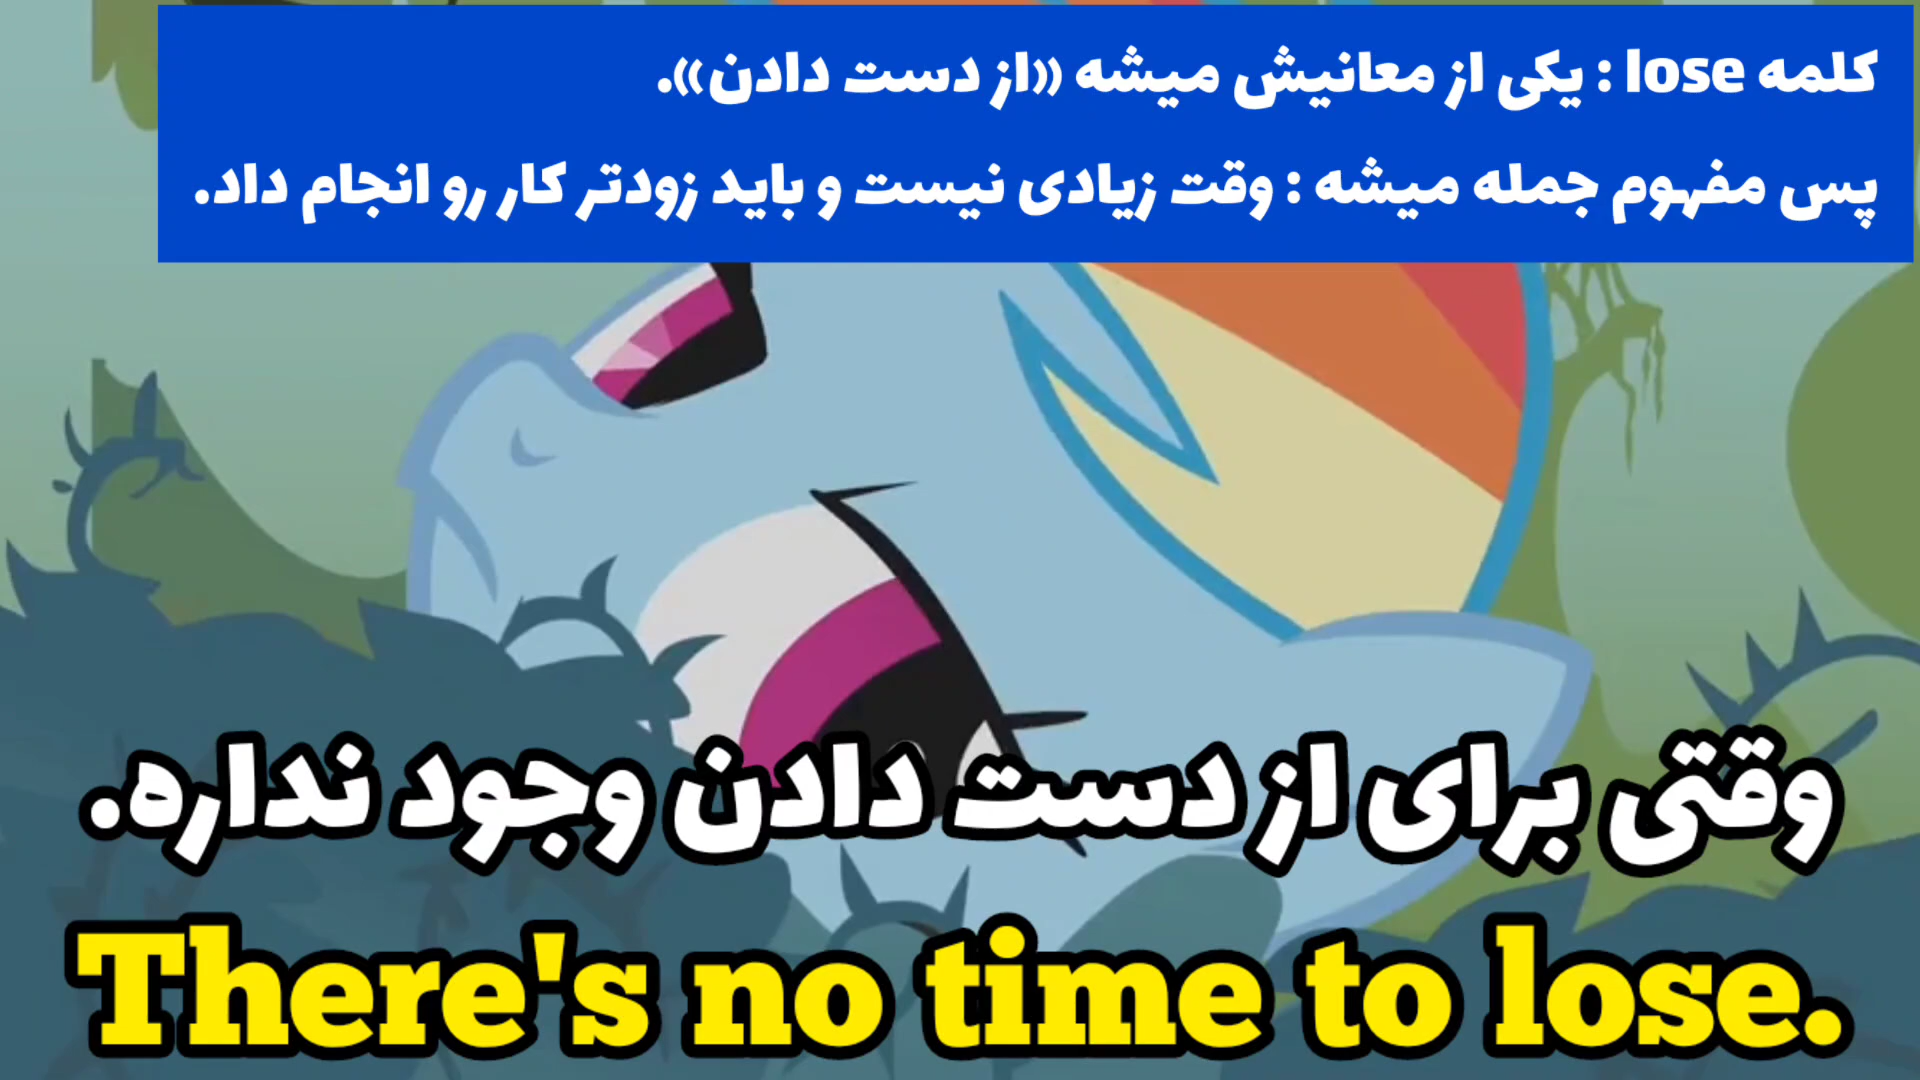 کلمه lose : یکی از معانیش میشه «از دست دادن».
پس مفهوم جمله میشه : وقت زیادی نیست و باید زودتر کار رو انجام داد.
وقتی برای از دست دادن وجود نداره.
There's no time to lose.